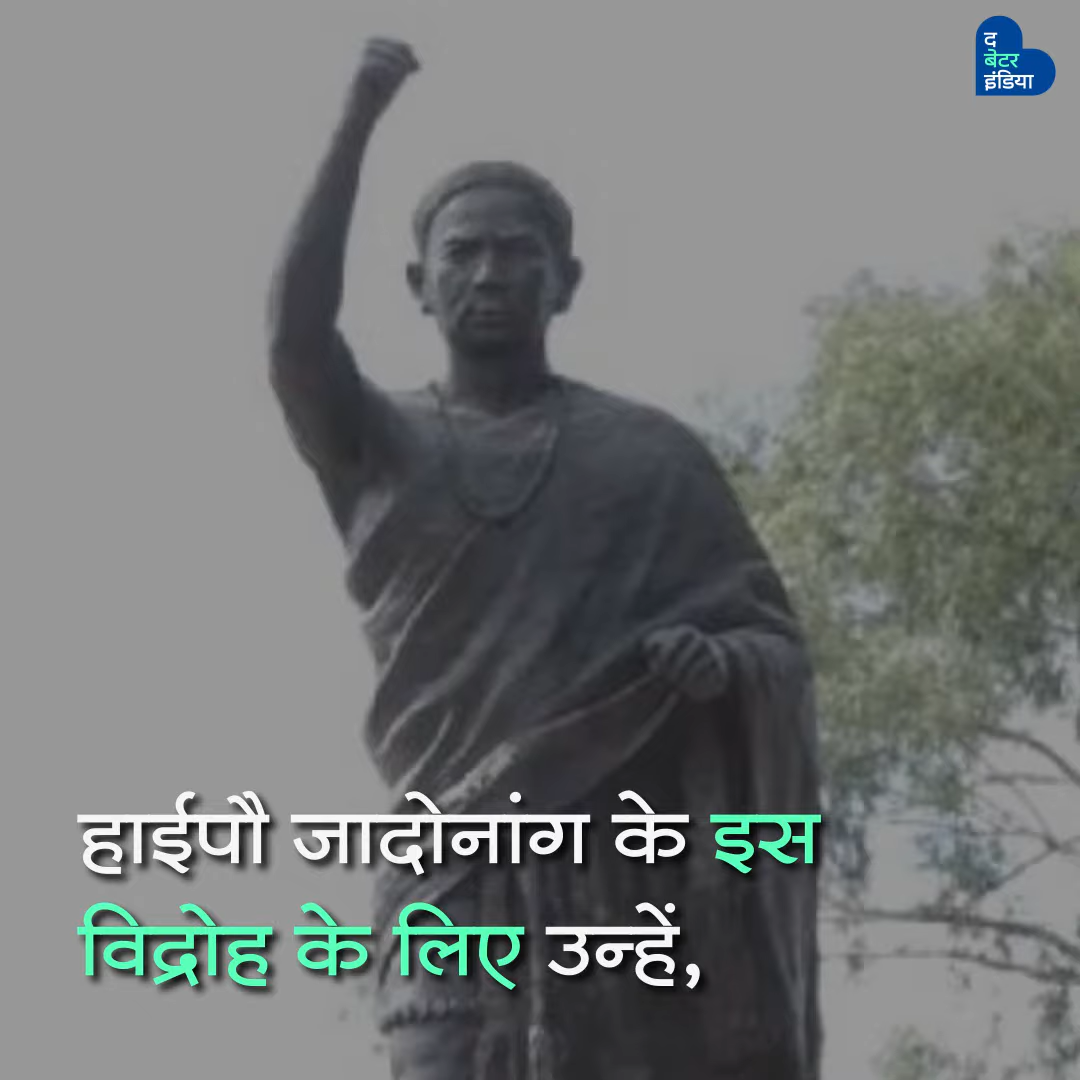 द
बेटर
इंडिया
हाईपौ जादोनांग के इस
विद्रोह के लिए उन्हें,